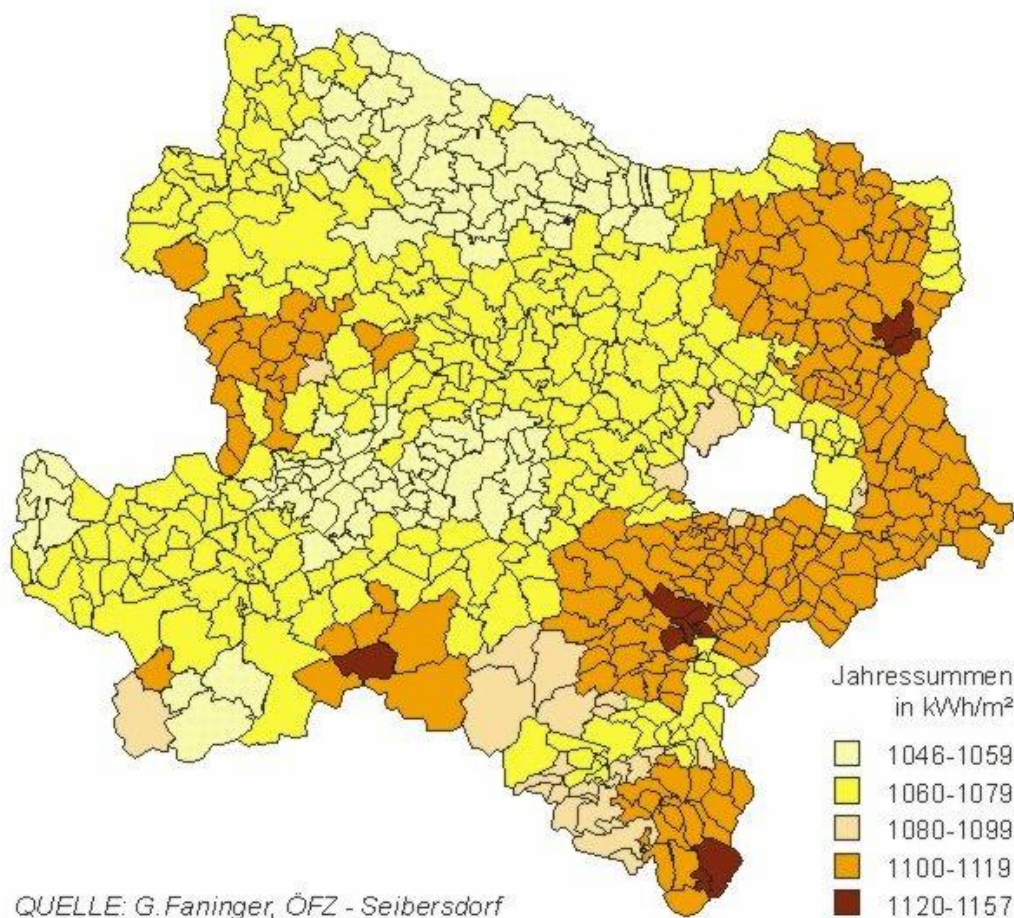 Jahressummen
in kWh/m²
1046-1059
1060-1079
1080-1099
1100-1119
1120-1157
QUELLE: G.Faninger, ÖFZ - Seibersdorf